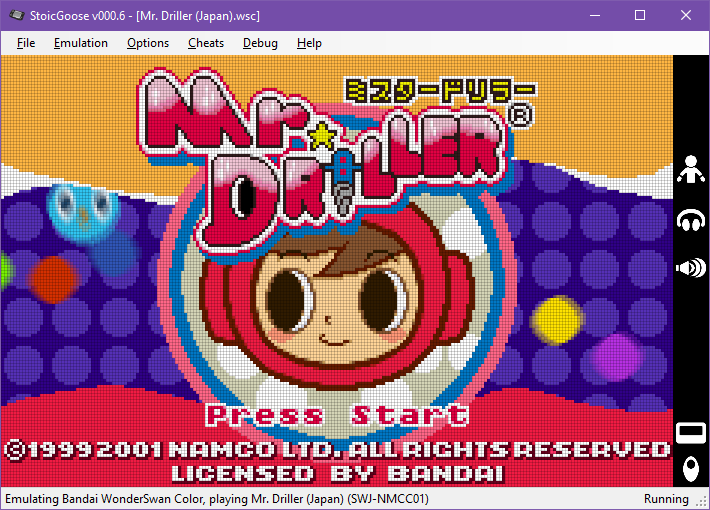 StoicGoose v000.6 - [Mr. Driller (Japan).wsc]
File Emulation Options Cheats Debug Help
ミスタードリラー
Mr. DRILLER®
Press Start
©1999 2001 NAMCO LTD. ALL RIGHTS RESERVED
LICENSED BY BANDAI
Emulating Bandai WonderSwan Color, playing Mr. Driller (Japan) (SWJ-NMCC01) Running